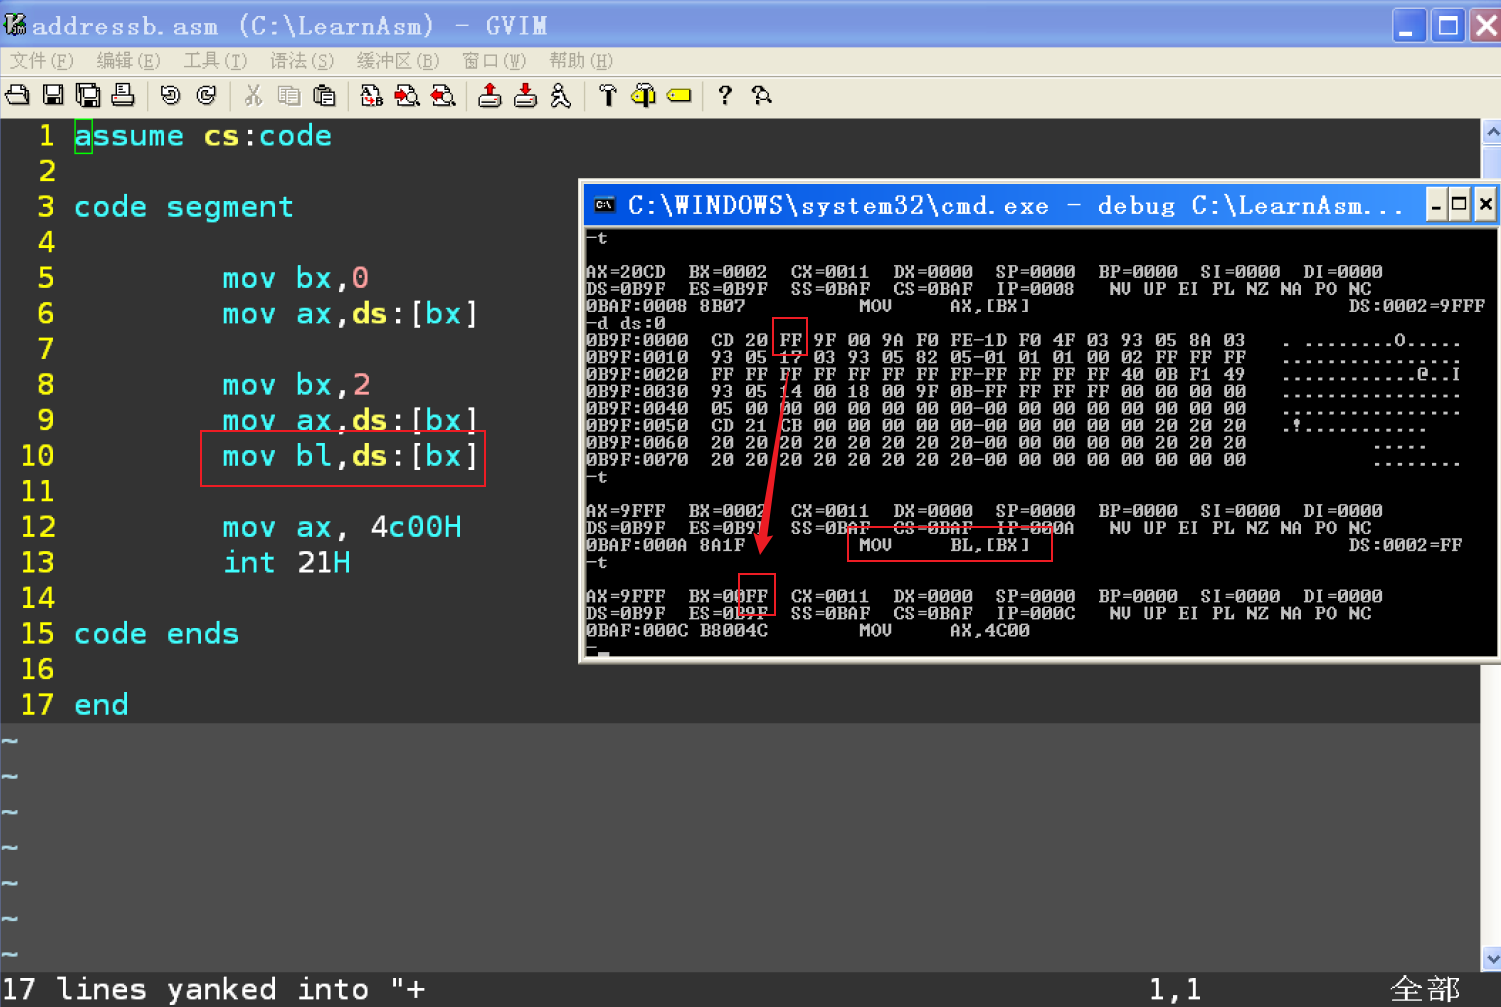 addressb.asm (C:\LearnAsm) - GVIM
文件(F) 编辑(E) 工具(T) 语法(S) 缓冲区(B) 窗口(W) 帮助(H)
1 assume cs:code
2
3 code segment
4
5 mov bx,0
6 mov ax,ds:[bx]
7
8 mov bx,2
9 mov ax,ds:[bx]
10 mov bl,ds:[bx]
11
12 mov ax, 4c00H
13 int 21H
14
15 code ends
16
17 end
~
~
~
~
~
~
~
17 lines yanked into "+ 1,1 全部
C:\WINDOWS\system32\cmd.exe - debug C:\LearnAsm...
-t
AX=20CD BX=0002 CX=0011 DX=0000 SP=0000 BP=0000 SI=0000 DI=0000
DS=0B9F ES=0B9F SS=0BAF CS=0BAF IP=0008 NV UP EI PL NZ NA PO NC
0BAF:0008 8B07 MOV AX,[BX] DS:0002=9FFF
-d ds:0
0B9F:0000 CD 20 FF 9F 00 9A F0 FE-1D F0 4F 03 93 05 8A 03 . ........O.....
0B9F:0010 93 05 17 03 93 05 82 05-01 01 01 00 02 FF FF FF ................
0B9F:0020 FF FF FF FF FF FF FF FF-FF FF FF FF 40 0B F1 49 ............@..I
0B9F:0030 93 05 14 00 18 00 9F 0B-FF FF FF FF 00 00 00 00 ................
0B9F:0040 05 00 00 00 00 00 00 00-00 00 00 00 00 00 00 00 ................
0B9F:0050 CD 21 CB 00 00 00 00 00-00 00 00 00 00 20 20 20 .!...........
0B9F:0060 20 20 20 20 20 20 20 20-00 00 00 00 00 20 20 20 .....
0B9F:0070 20 20 20 20 20 20 20 20-00 00 00 00 00 00 00 00 ........
-t
AX=9FFF BX=0002 CX=0011 DX=0000 SP=0000 BP=0000 SI=0000 DI=0000
DS=0B9F ES=0B9F SS=0BAF CS=0BAF IP=000A NV UP EI PL NZ NA PO NC
0BAF:000A 8A1F MOV BL,[BX] DS:0002=FF
-t
AX=9FFF BX=00FF CX=0011 DX=0000 SP=0000 BP=0000 SI=0000 DI=0000
DS=0B9F ES=0B9F SS=0BAF CS=0BAF IP=000C NV UP EI PL NZ NA PO NC
0BAF:000C B8004C MOV AX,4C00
-_